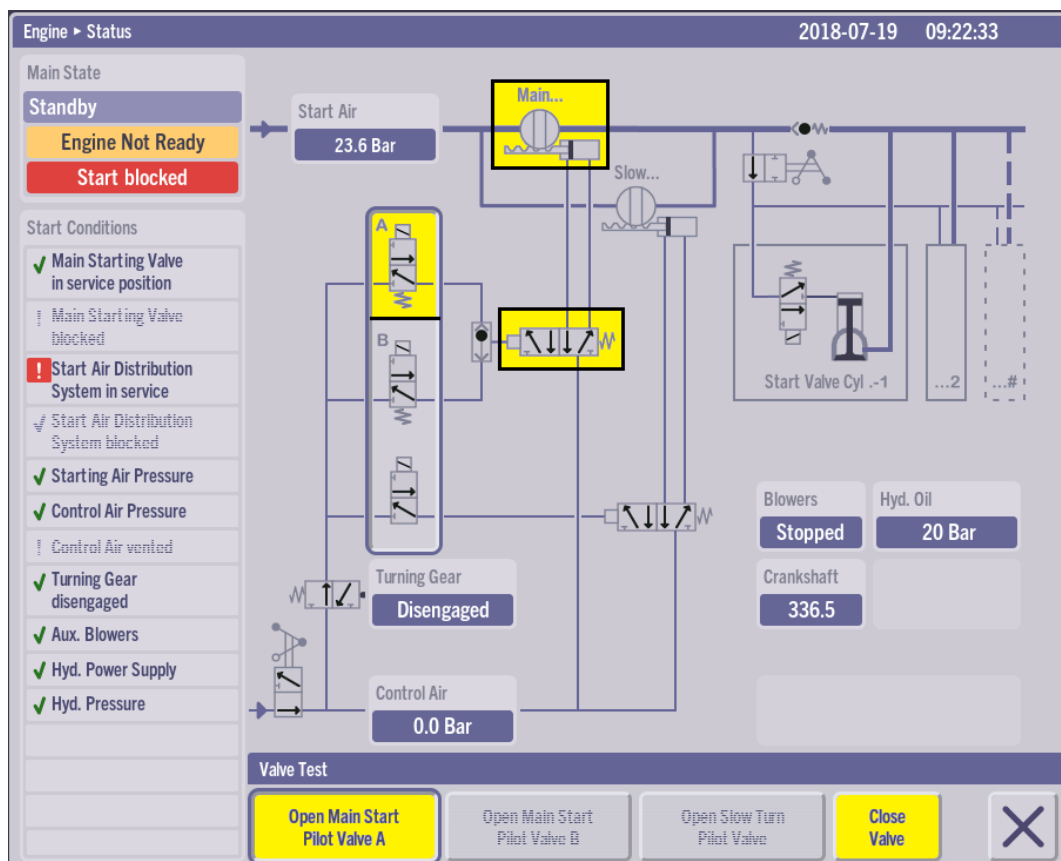 Engine ▸ Status
2018-07-19 09:22:33
Main State
Standby
Engine Not Ready
Start blocked
Start Conditions
Main Starting Valve
in service position
! Main Starting Valve
blocked
! Start Air Distribution
System in service
Start Air Distribution
System blocked
Starting Air Pressure
Control Air Pressure
! Control Air vented
Turning Gear
disengaged
Aux. Blowers
Hyd. Power Supply
Hyd. Pressure
Start Air
23.6 Bar
Main...
Slow...
A
B
Start Valve Cyl .-1
...2
...#
Turning Gear
Disengaged
Control Air
0.0 Bar
Blowers
Stopped
Hyd. Oil
20 Bar
Crankshaft
336.5
Valve Test
Open Main Start
Pilot Valve A
Open Main Start
Pilot Valve B
Open Slow Turn
Pilot Valve
Close
Valve